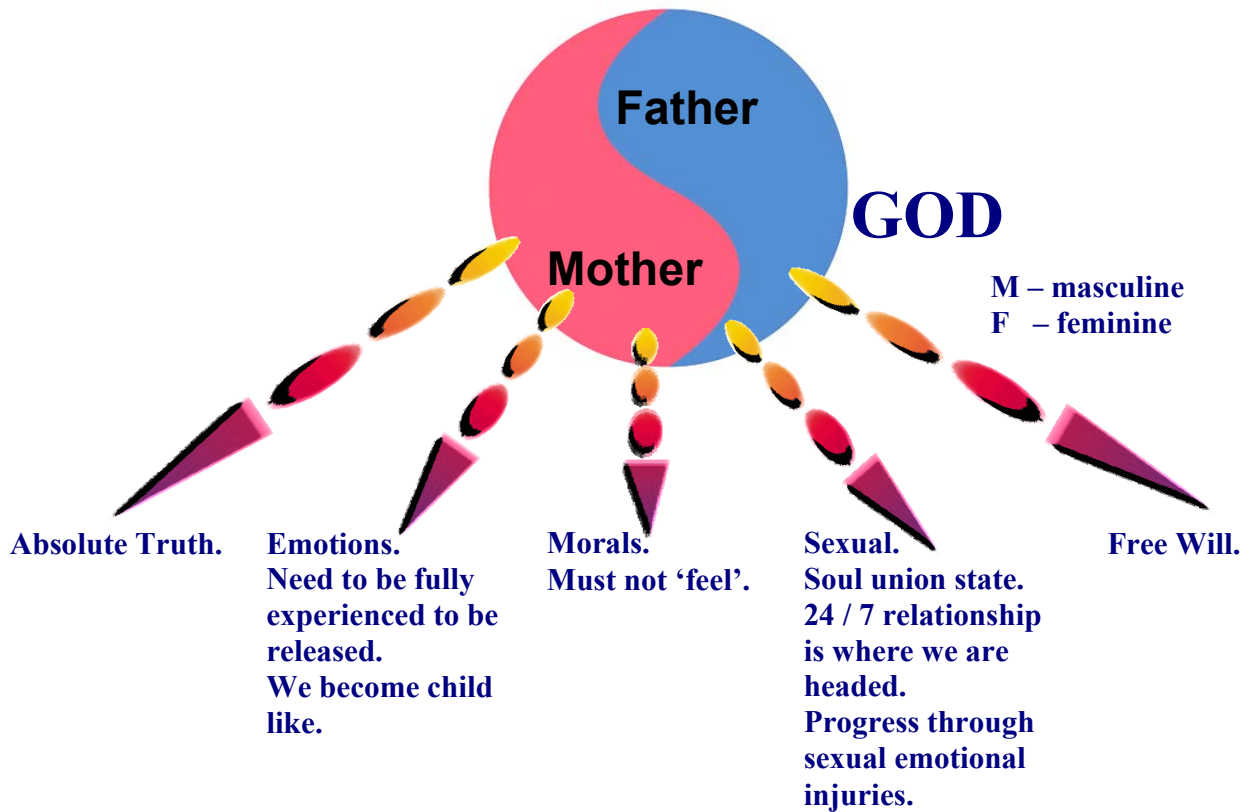 Father
Mother
GOD
M – masculine
F – feminine
Absolute Truth.
Emotions.
Need to be fully
experienced to be
released.
We become child
like.
Morals.
Must not ‘feel’.
Sexual.
Soul union state.
24 / 7 relationship
is where we are
headed.
Progress through
sexual emotional
injuries.
Free Will.